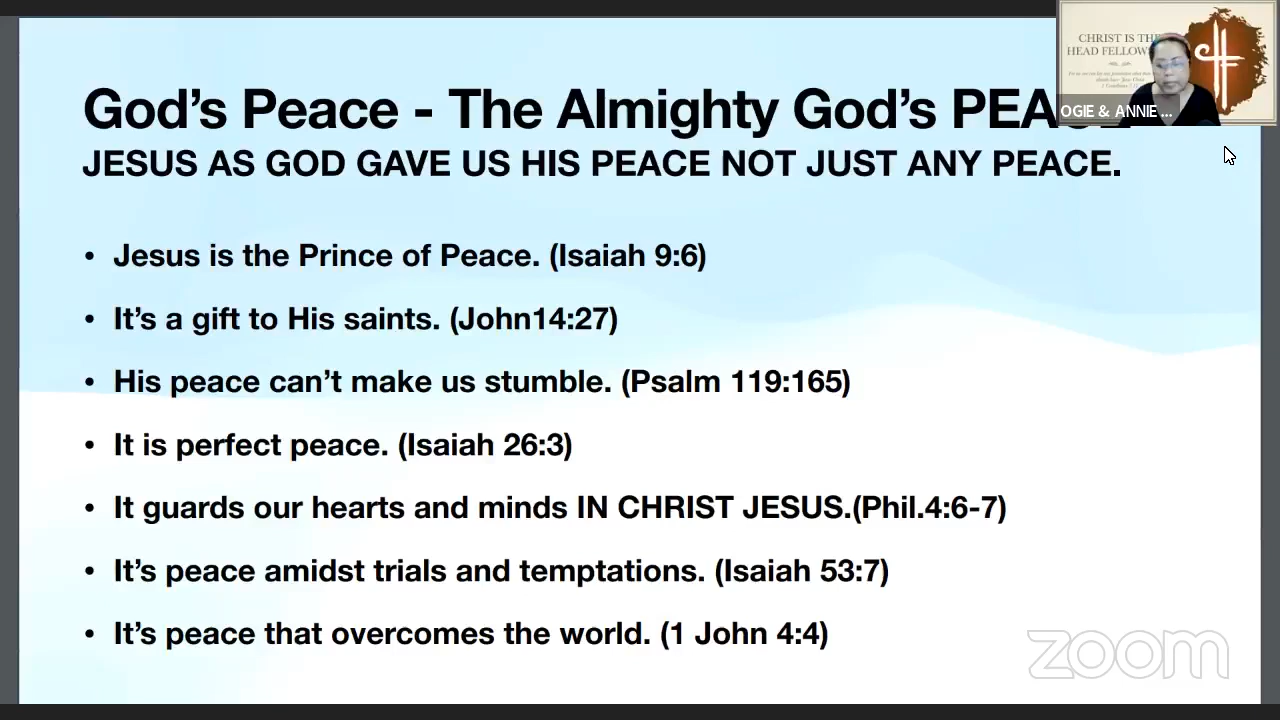 God's Peace - The Almighty God's
JESUS AS GOD GAVE US HIS PEACE NOT JUST ANY PEACE.
• Jesus is the Prince of Peace. (Isaiah 9:6)
• It's a gift to His saints. (John14:27)
• His peace can't make us stumble. (Psalm 119:165)
• It is perfect peace. (Isaiah 26:3)
• It guards our hearts and minds IN CHRIST JESUS.(Phil.4:6-7)
• It's peace amidst trials and temptations. (Isaiah 53:7)
• It's peace that overcomes the world. (1 John 4:4)
CHRIST IS THE
HEAD
OGIE & ANNIE ...
zoom